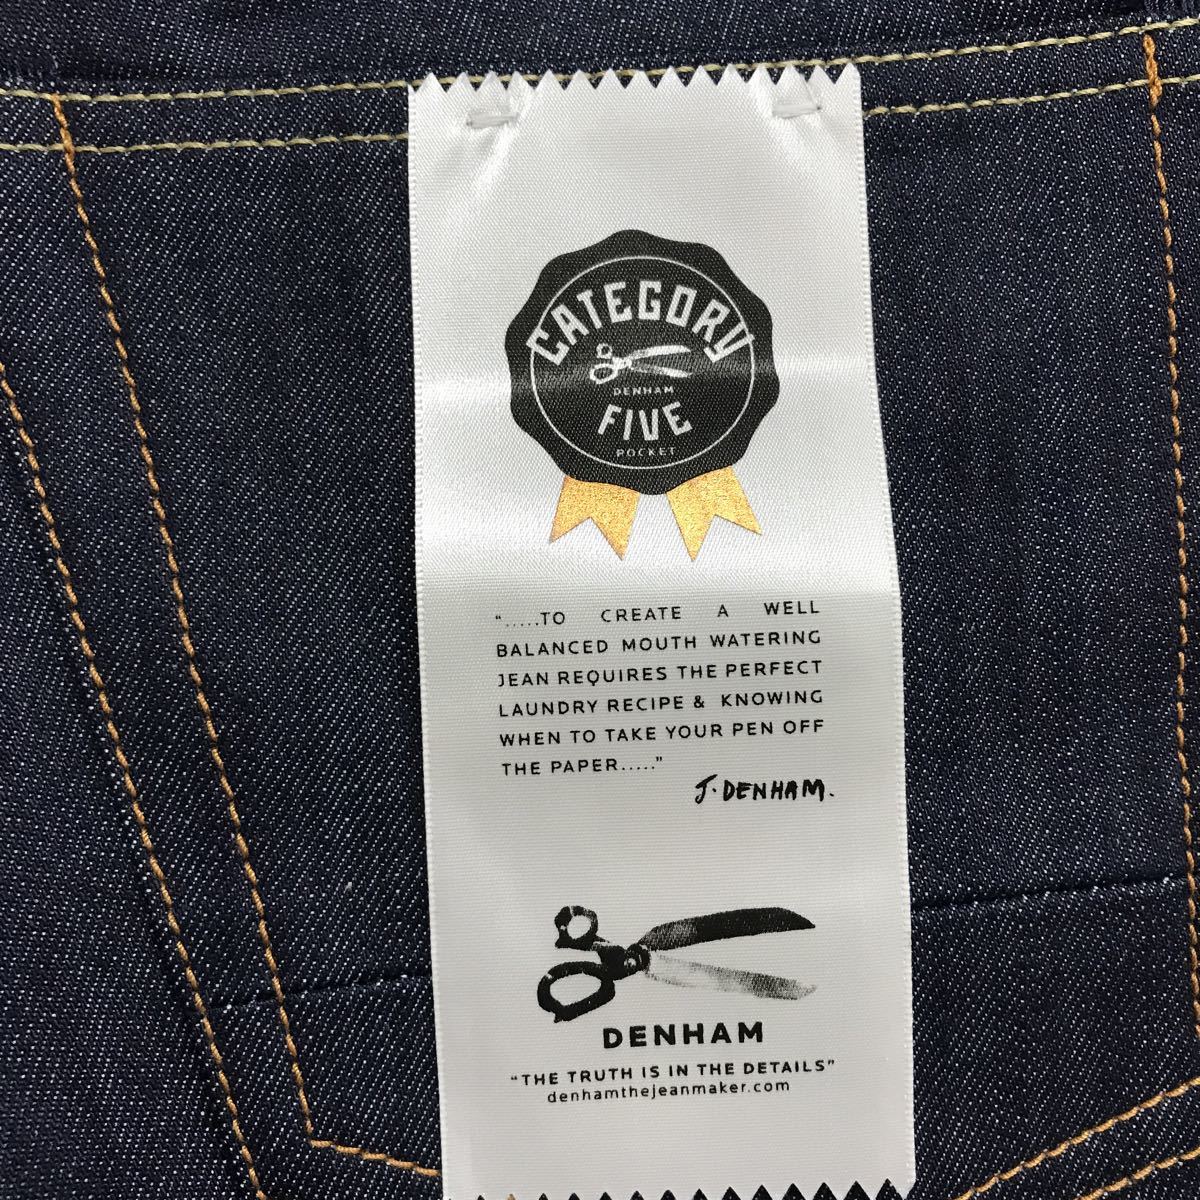 CATEGORY
DENHAM
FIVE
POCKET
“.....TO CREATE A WELL
BALANCED MOUTH WATERING
JEAN REQUIRES THE PERFECT
LAUNDRY RECIPE & KNOWING
WHEN TO TAKE YOUR PEN OFF
THE PAPER.....”
J.DENHAM.
DENHAM
“THE TRUTH IS IN THE DETAILS”
denhamthejeanmaker.com